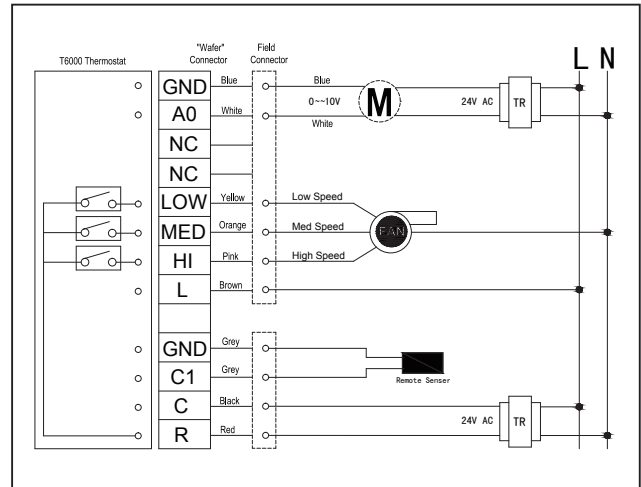 T6000 Thermostat
"Wafer"
Connector
Field
Connector
L N
GND Blue Blue
0~~10V M 24V AC TR
A0 White White
NC
NC
LOW Yellow Low Speed
MED Orange Med Speed FAN
HI Pink High Speed
L Brown
GND Grey
C1 Grey Remote Senser
C Black
24V AC TR
R Red